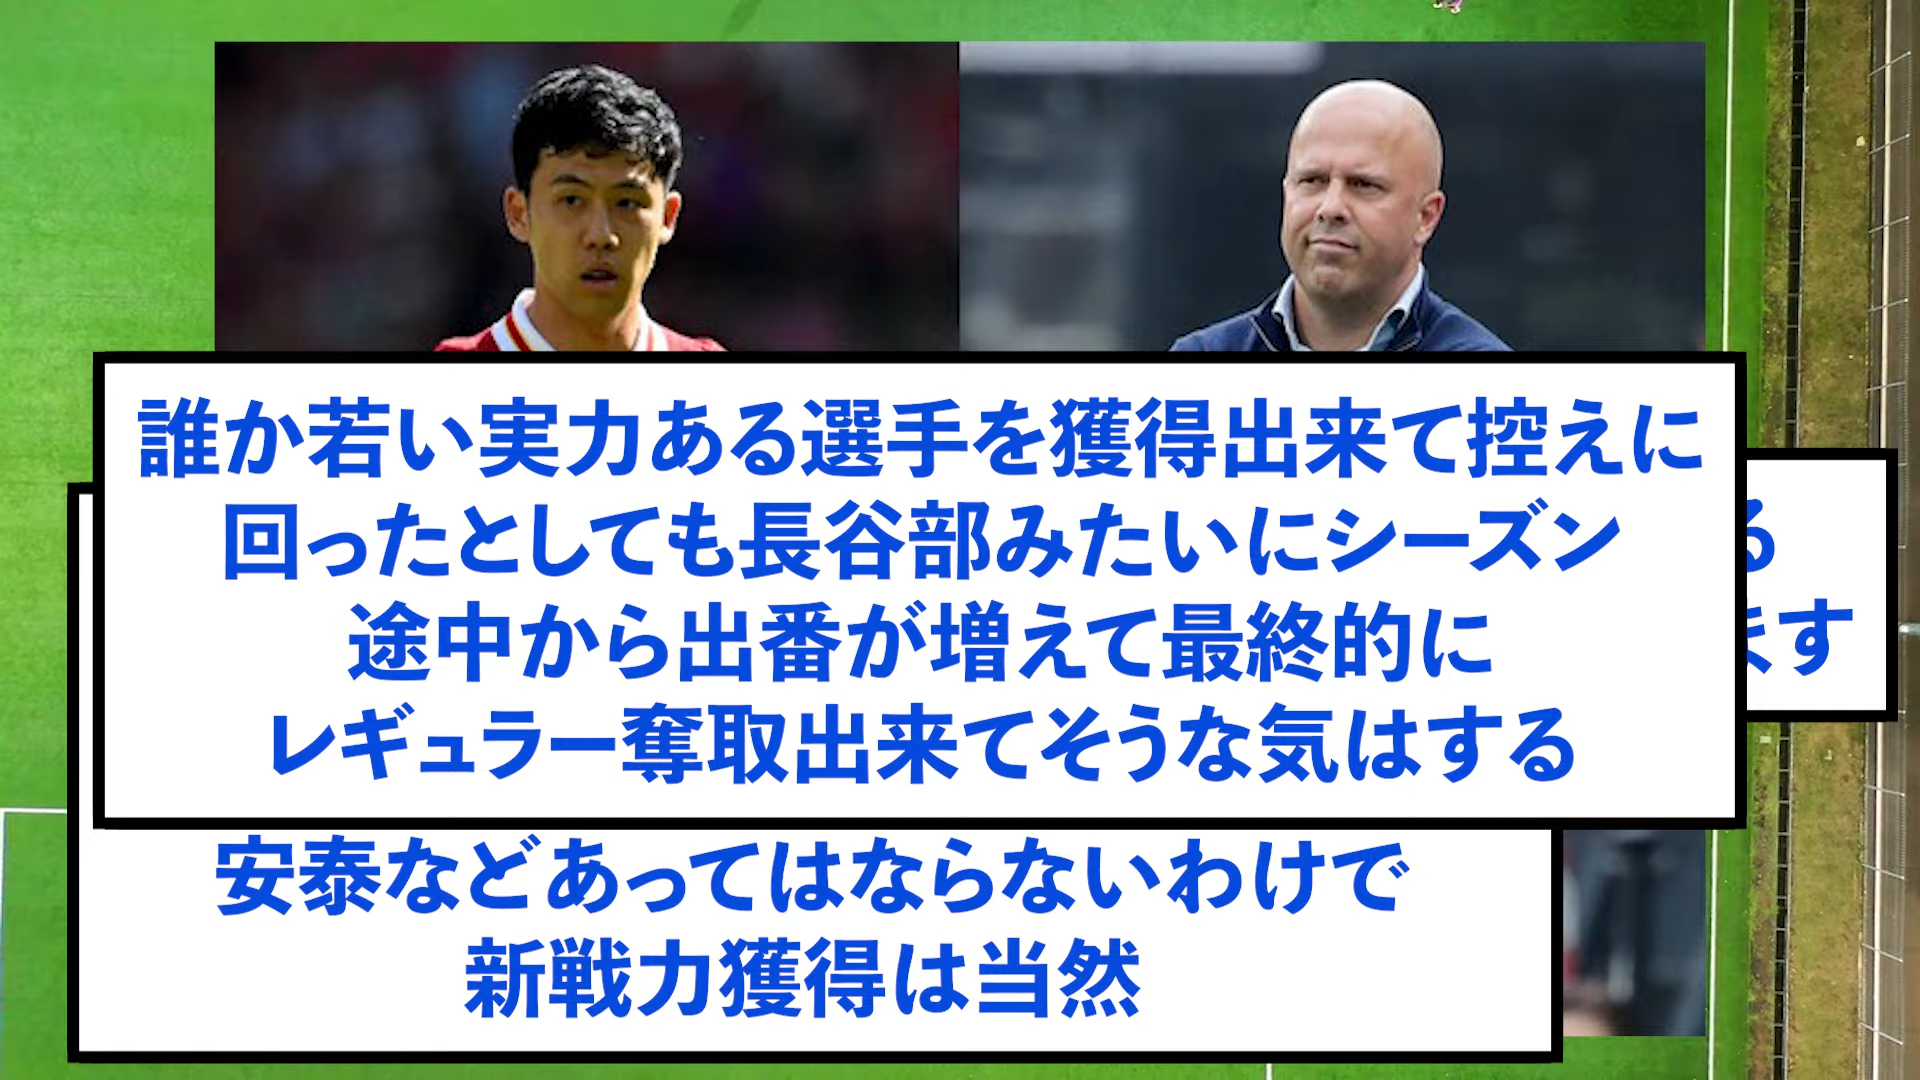 誰か若い実力ある選手を獲得出来て控えに
回ったとしても長谷部みたいにシーズン
途中から出番が増えて最終的に
レギュラー奪取出来てそうな気はする
る
ます
安泰などあってはならないわけで
新戦力獲得は当然